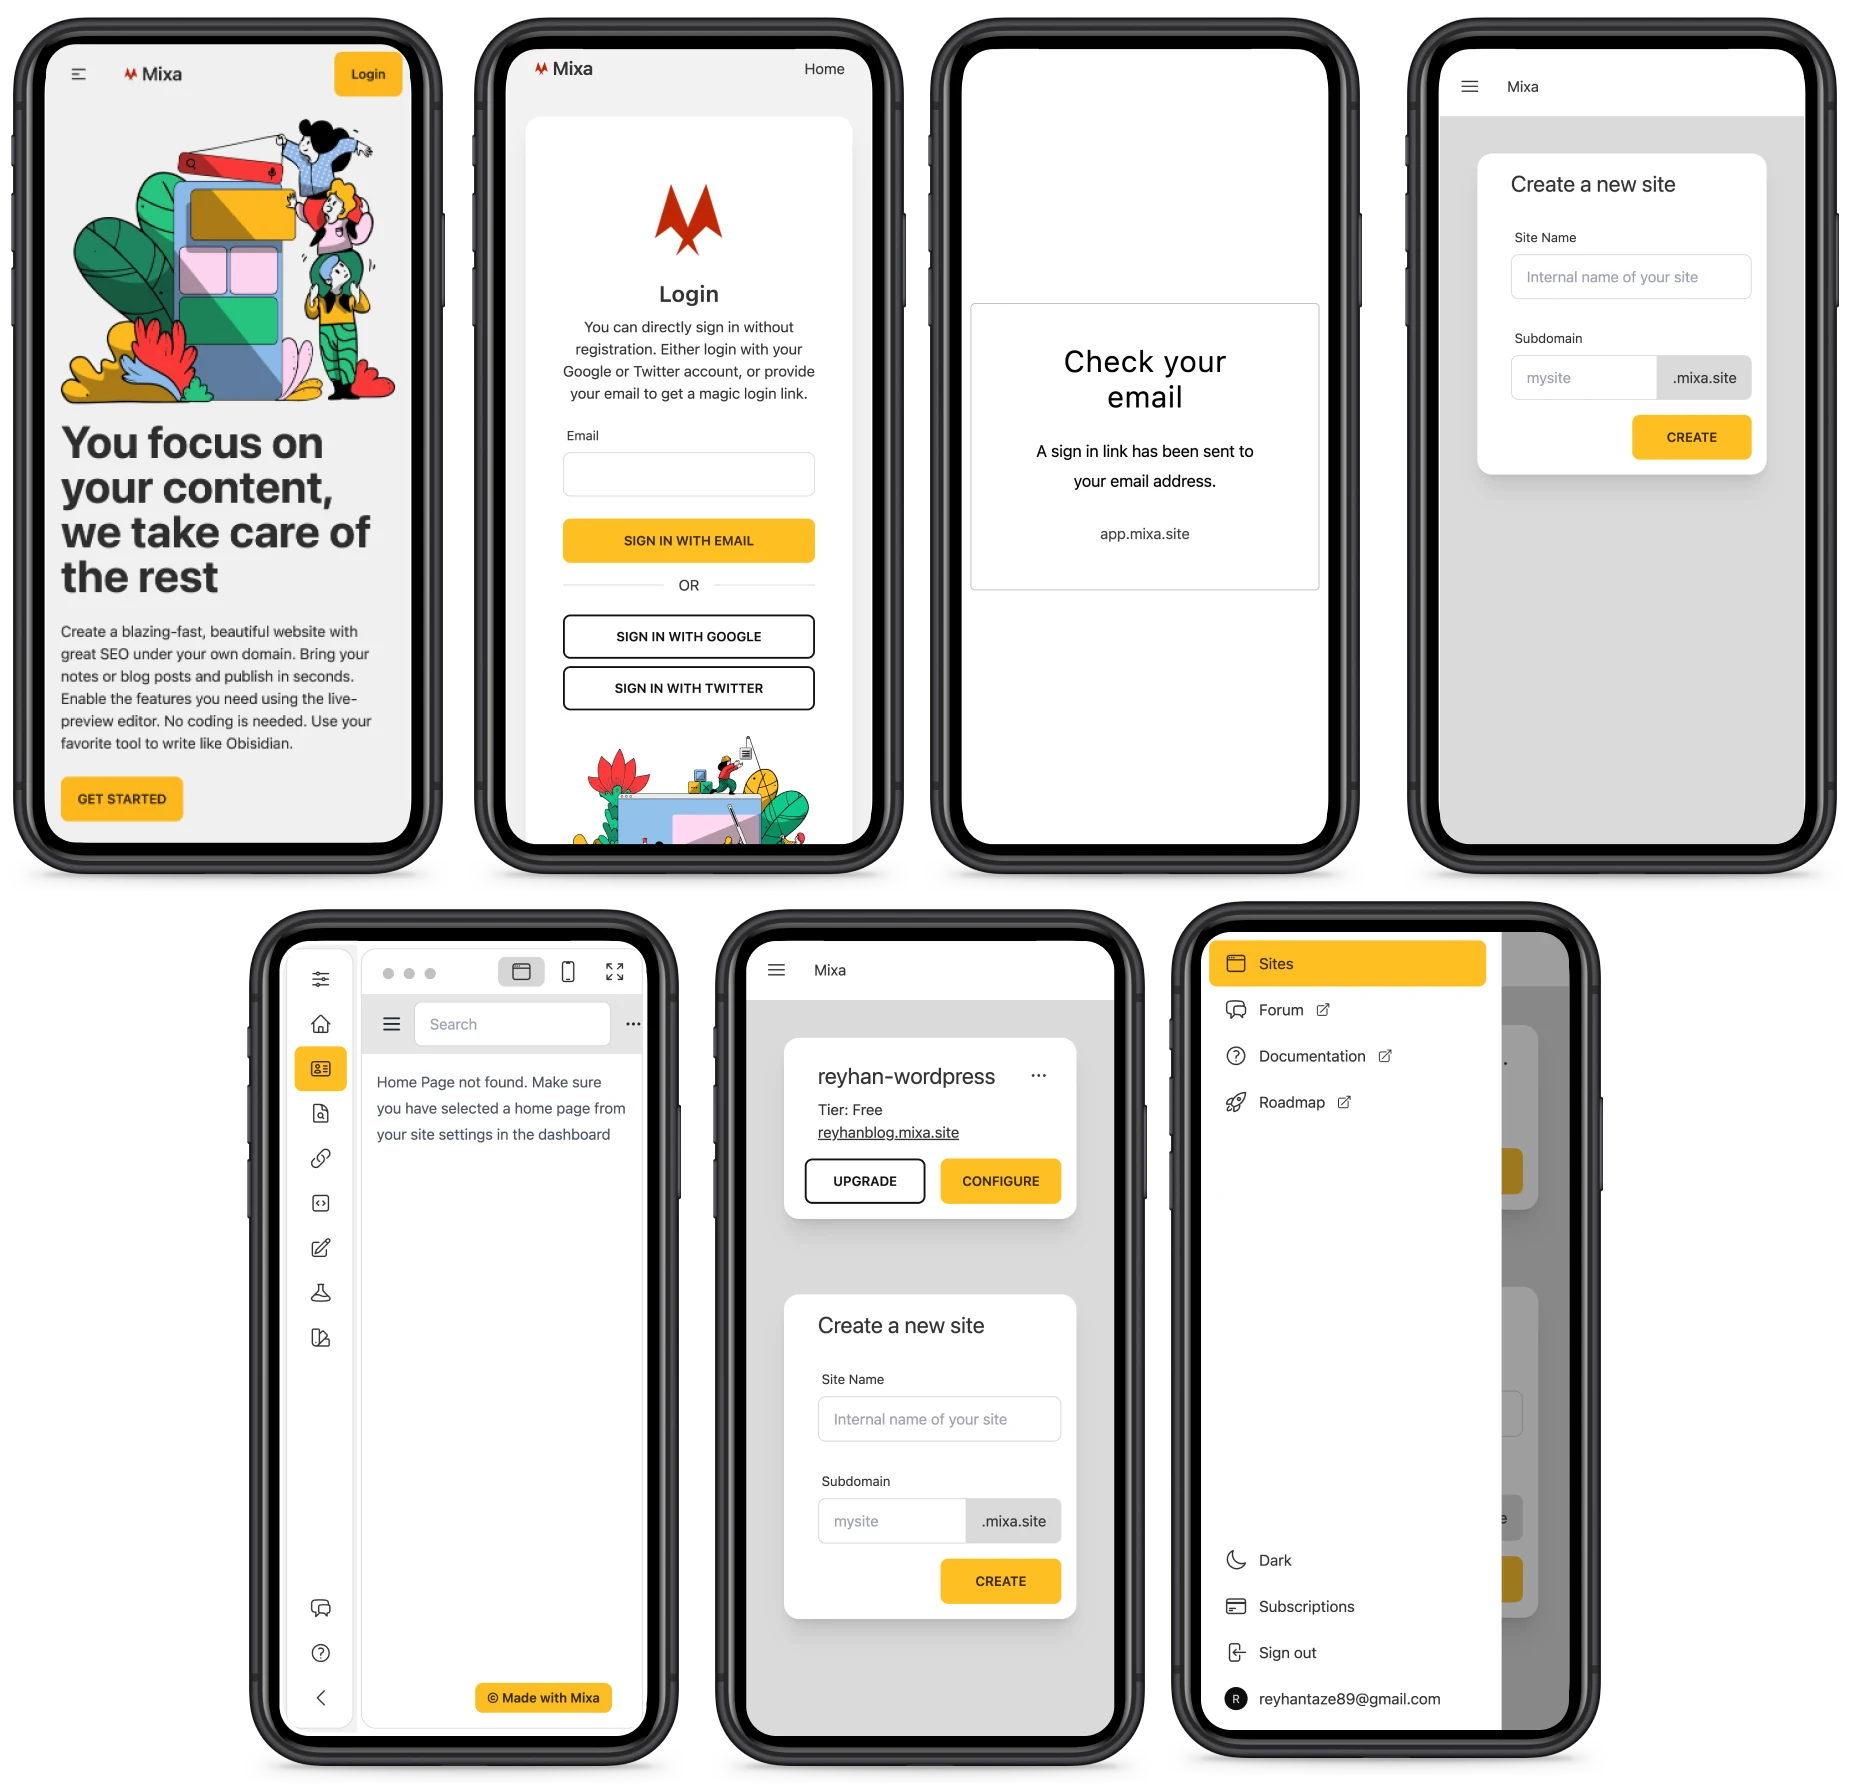 Mixa
Login
You focus on
your content,
we take care of
the rest
Create a blazing-fast, beautiful website with
great SEO under your own domain. Bring your
notes or blog posts and publish in seconds.
Enable the features you need using the live-
preview editor. No coding is needed. Use your
favorite tool to write like Obisidian.
GET STARTED
Mixa
Home
Login
You can directly sign in without
registration. Either login with your
Google or Twitter account, or provide
your email to get a magic login link.
Email
SIGN IN WITH EMAIL
OR
SIGN IN WITH GOOGLE
SIGN IN WITH TWITTER
Check your
email
A sign in link has been sent to
your email address.
app.mixa.site
Mixa
Create a new site
Site Name
Internal name of your site
Subdomain
mysite
.mixa.site
CREATE
Search
Home Page not found. Make sure
you have selected a home page from
your site settings in the dashboard
© Made with Mixa
Mixa
reyhan-wordpress
Tier: Free
reyhanblog.mixa.site
UPGRADE
CONFIGURE
Create a new site
Site Name
Internal name of your site
Subdomain
mysite
.mixa.site
CREATE
Sites
Forum
Documentation
Roadmap
Dark
Subscriptions
Sign out
R
reyhantaze89@gmail.com
e